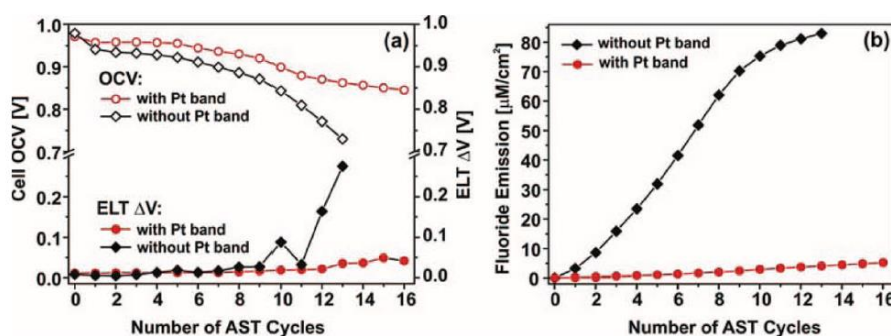 (a)
Cell OCV [V]
1.0
0.9
0.8
0.7
0.2
0.1
0.0
OCV:
with Pt band
without Pt band
ELT ΔV:
with Pt band
without Pt band
1.0
0.9
0.8
0.7
0.2
0.1
0.0
ELT ΔV [V]
0 2 4 6 8 10 12 14 16
Number of AST Cycles
(b)
Fluoride Emission [µM/cm²]
80
70
60
50
40
30
20
10
0
without Pt band
with Pt band
0 2 4 6 8 10 12 14 16
Number of AST Cycles